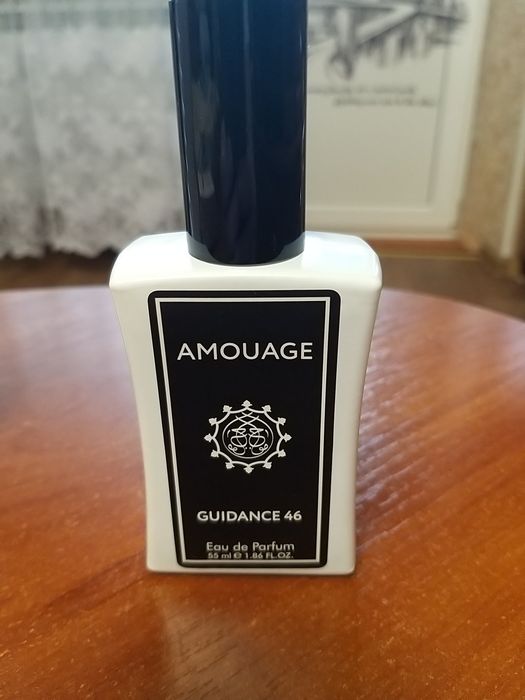 AMOUAGE
GUIDANCE 46
Eau de Parfum
55 ml ℮ 1.86 FL.OZ.